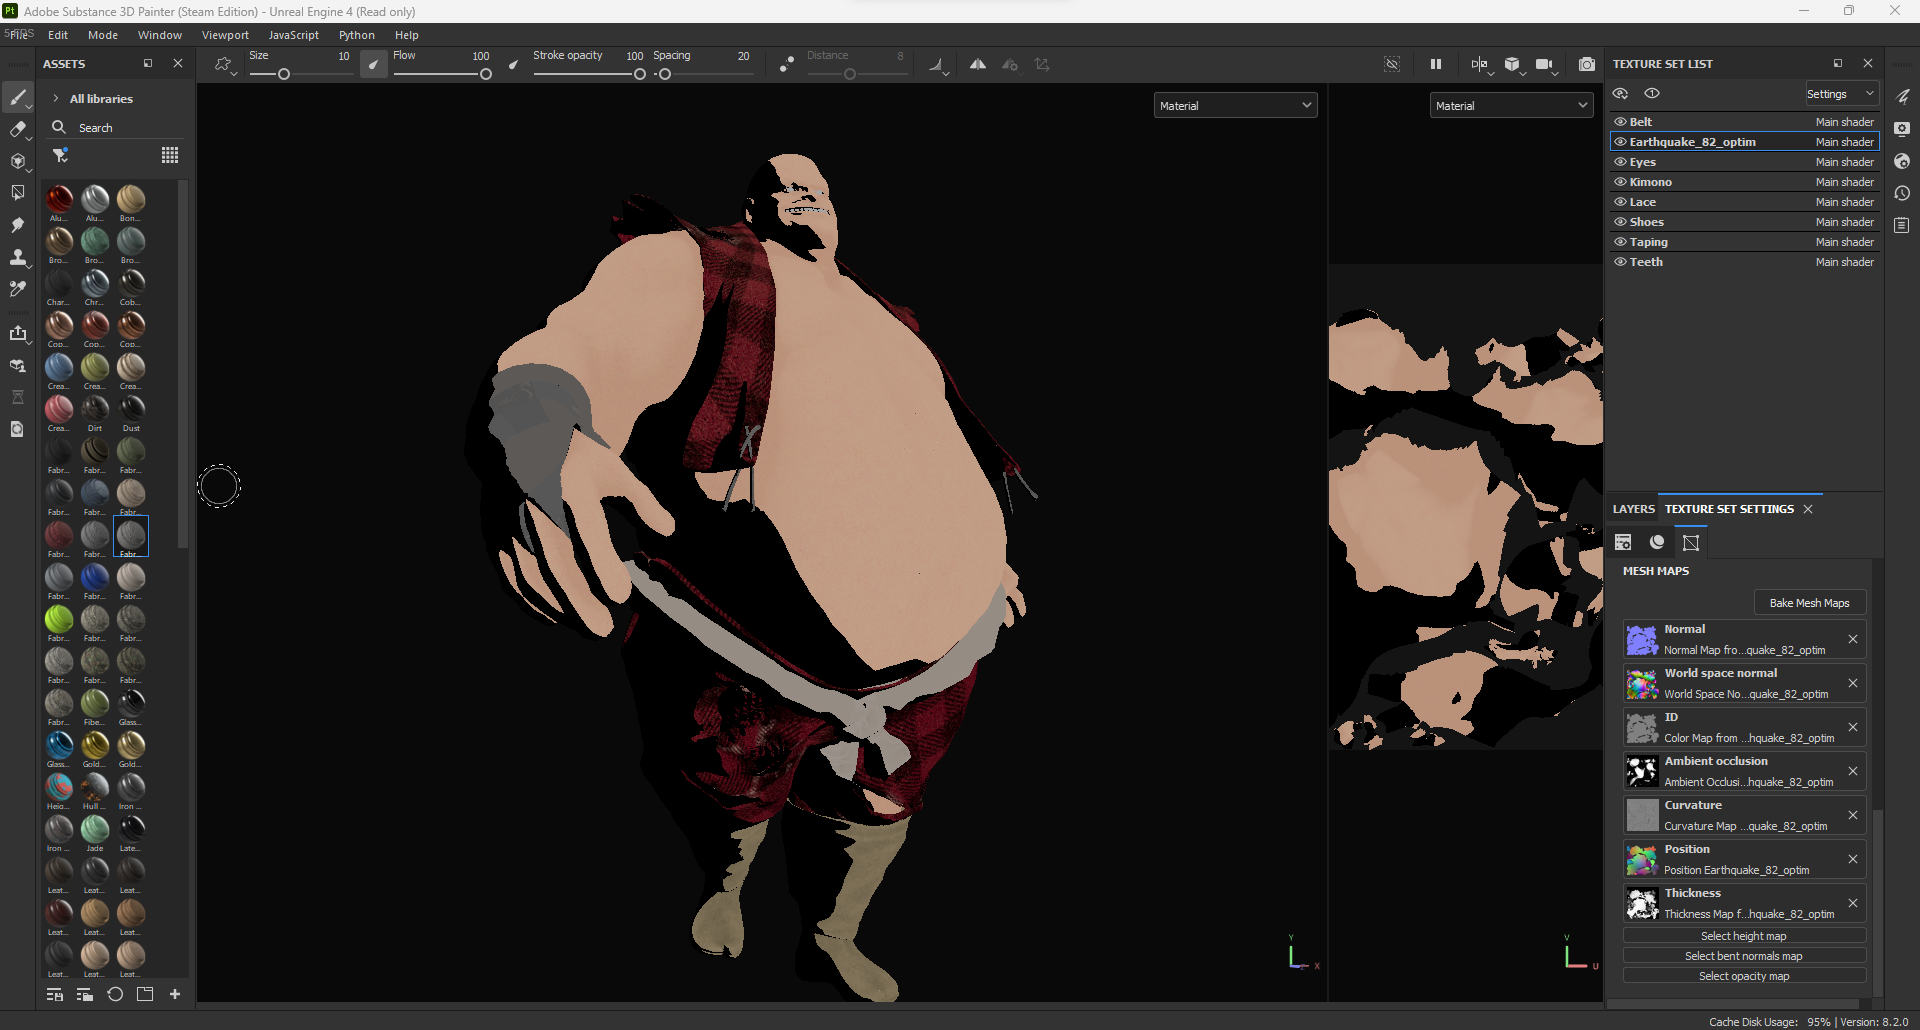 Pt Adobe Substance 3D Painter (Steam Edition) - Unreal Engine 4 (Read only)
File Edit Mode Window Viewport JavaScript Python Help
ASSETS
Size 10 Flow 100 Stroke opacity 100 Spacing 20 Distance 8
All libraries
Search
Alu... Alu... Bon...
Bro... Bro... Bro...
Char... Chr... Cob...
Cop... Cop... Cop...
Crea... Crea... Crea...
Crea... Dirt Dust
Fabr... Fabr... Fabr...
Fabr... Fabr... Fabr...
Fabr... Fabr... Fabr...
Fabr... Fabr... Fabr...
Fabr... Fabr... Fabr...
Fabr... Fabr... Fabr...
Fabr... Fibe... Glass...
Glass... Gold... Gold...
Heig... Hull ... Iron ...
Iron ... Jade Late...
Leat... Leat... Leat...
Leat... Leat... Leat...
Leat... Leat... Leat...
Material
Y
X
Material
V
U
TEXTURE SET LIST
Settings
Belt Main shader
Earthquake_82_optim Main shader
Eyes Main shader
Kimono Main shader
Lace Main shader
Shoes Main shader
Taping Main shader
Teeth Main shader
LAYERS TEXTURE SET SETTINGS
MESH MAPS
Bake Mesh Maps
Normal
Normal Map fro...quake_82_optim
World space normal
World Space No...quake_82_optim
ID
Color Map from ...hquake_82_optim
Ambient occlusion
Ambient Occlusi...hquake_82_optim
Curvature
Curvature Map ...quake_82_optim
Position
Position Earthquake_82_optim
Thickness
Thickness Map f...hquake_82_optim
Select height map
Select bent normals map
Select opacity map
Cache Disk Usage: 95% | Version: 8.2.0